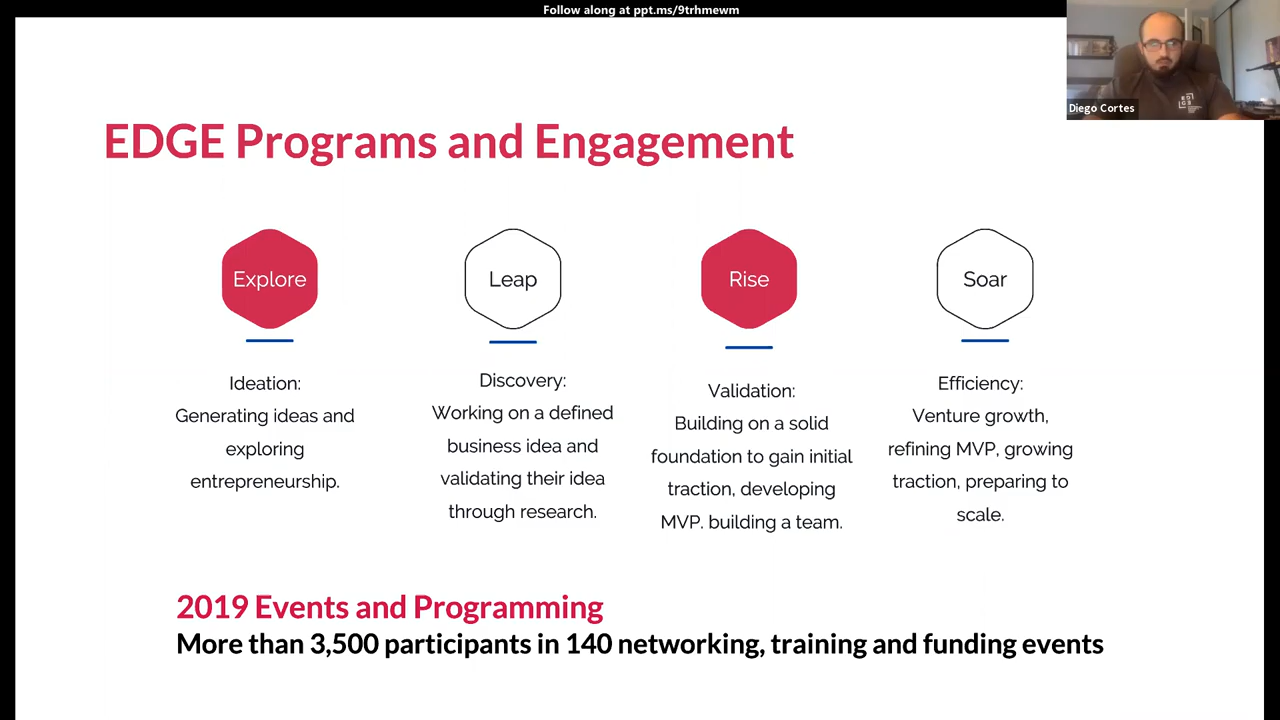 Follow along at ppt.ms/9trhmewm
Diego Cortes
EDGE Programs and Engagement
Explore
Leap
Rise
Soar
Ideation:
Generating ideas and
exploring
entrepreneurship.
Discovery:
Working on a defined
business idea and
validating their idea
through research.
Validation:
Building on a solid
foundation to gain initial
traction, developing
MVP. building a team.
Efficiency:
Venture growth,
refining MVP, growing
traction, preparing to
scale.
2019 Events and Programming
More than 3,500 participants in 140 networking, training and funding events